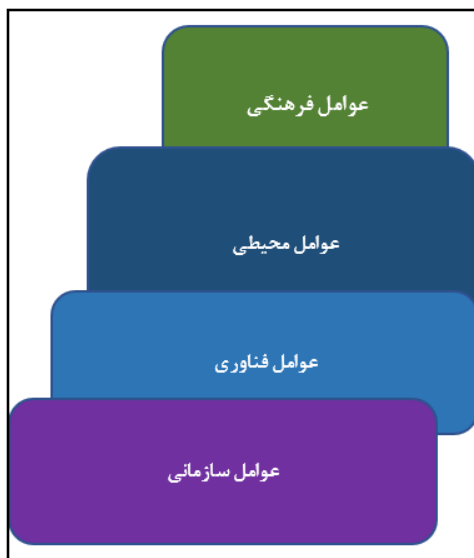 عوامل فرهنگی
عوامل محیطی
عوامل فناوری
عوامل سازمانی